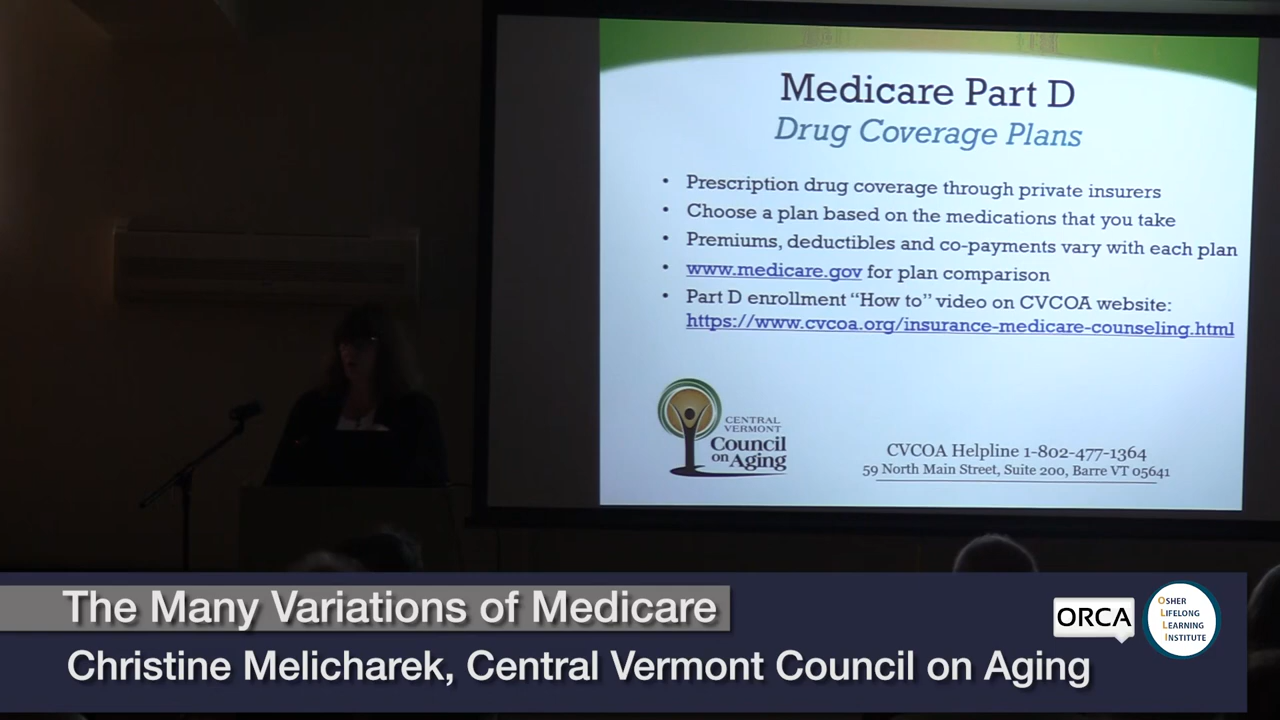 Medicare Part D
Drug Coverage Plans
• Prescription drug coverage through private insurers
• Choose a plan based on the medications that you take
• Premiums, deductibles and co-payments vary with each plan
• www.medicare.gov for plan comparison
• Part D enrollment “How to” video on CVCOA website:
https://www.cvcoa.org/insurance-medicare-counseling.html
CENTRAL
VERMONT
Council
on Aging
CVCOA Helpline 1-802-477-1364
59 North Main Street, Suite 200, Barre VT 05641
The Many Variations of Medicare
Christine Melicharek, Central Vermont Council on Aging
ORCA
OSHER
LIFELONG
LEARNING
INSTITUTE